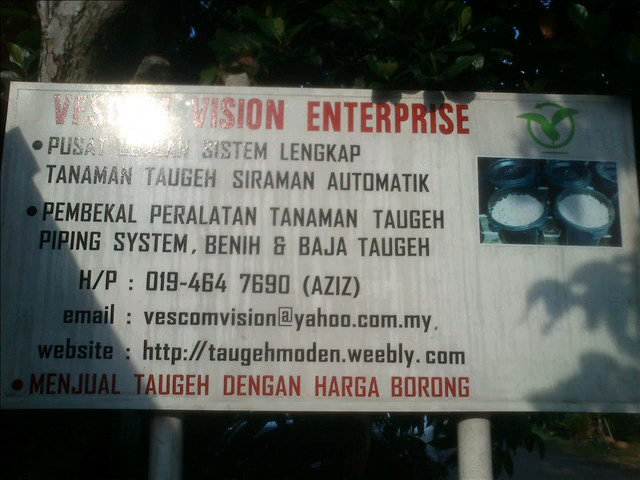 VISION ENTERPRISE
• PUSAT SISTEM LENGKAP
TANAMAN TAUGEH SIRAMAN AUTOMATIK
• PEMBEKAL PERALATAN TANAMAN TAUGEH
PIPING SYSTEM, BENIH & BAJA TAUGEH
H/P : 019-464 7690 (AZIZ)
email : vescomvision@yahoo.com.my.
website : http://taugehmoden.weebly.com
• MENJUAL TAUGEH DENGAN HARGA BORONG